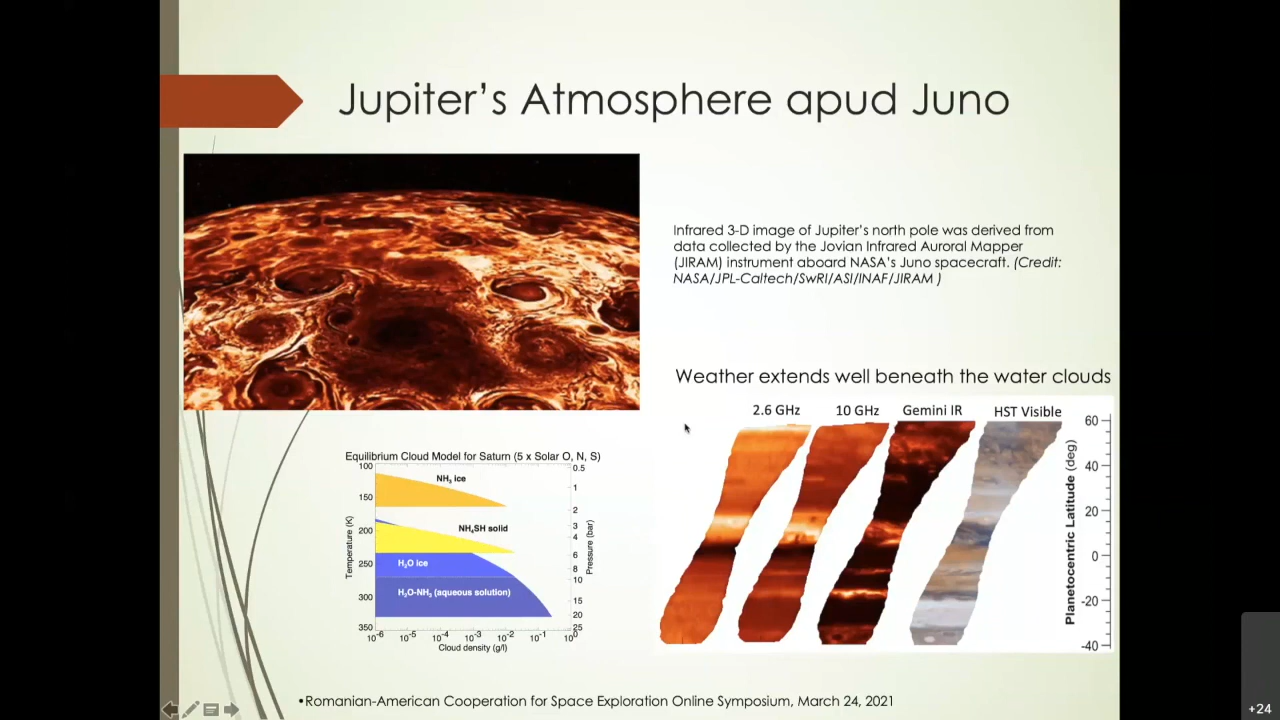 Jupiter's Atmosphere apud Juno
Infrared 3-D image of Jupiter's north pole was derived from
data collected by the Jovian Infrared Auroral Mapper
(JIRAM) instrument aboard NASA's Juno spacecraft. (Credit:
NASA/JPL-Caltech/SwRI/ASI/INAF/JIRAM )
Weather extends well beneath the water clouds
2.6 GHz 10 GHz Gemini IR HST Visible
60
40
20
0
-20
-40
Planetocentric Latitude (deg)
Equilibrium Cloud Model for Saturn (5 x Solar O, N, S)
100
150
200
250
300
350
Temperature (K)
NH₃ ice
NH₄SH solid
H₂O ice
H₂O-NH₃ (aqueous solution)
0.5
1
2
3
4
6
8
10
15
20
25
Pressure (bar)
10⁻⁶ 10⁻⁵ 10⁻⁴ 10⁻³ 10⁻² 10⁻¹ 10⁰
Cloud density (g/l)
•Romanian-American Cooperation for Space Exploration Online Symposium, March 24, 2021
+24